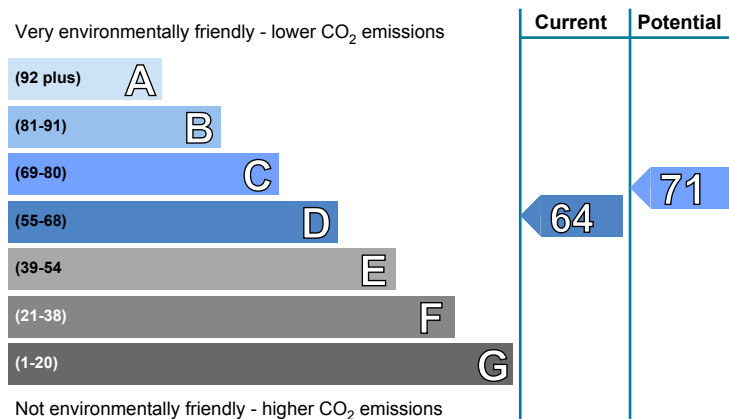 Very environmentally friendly - lower CO₂ emissions
Current
Potential
(92 plus) A
(81-91) B
(69-80) C
(55-68) D
(39-54 E
(21-38) F
(1-20) G
64
71
Not environmentally friendly - higher CO₂ emissions